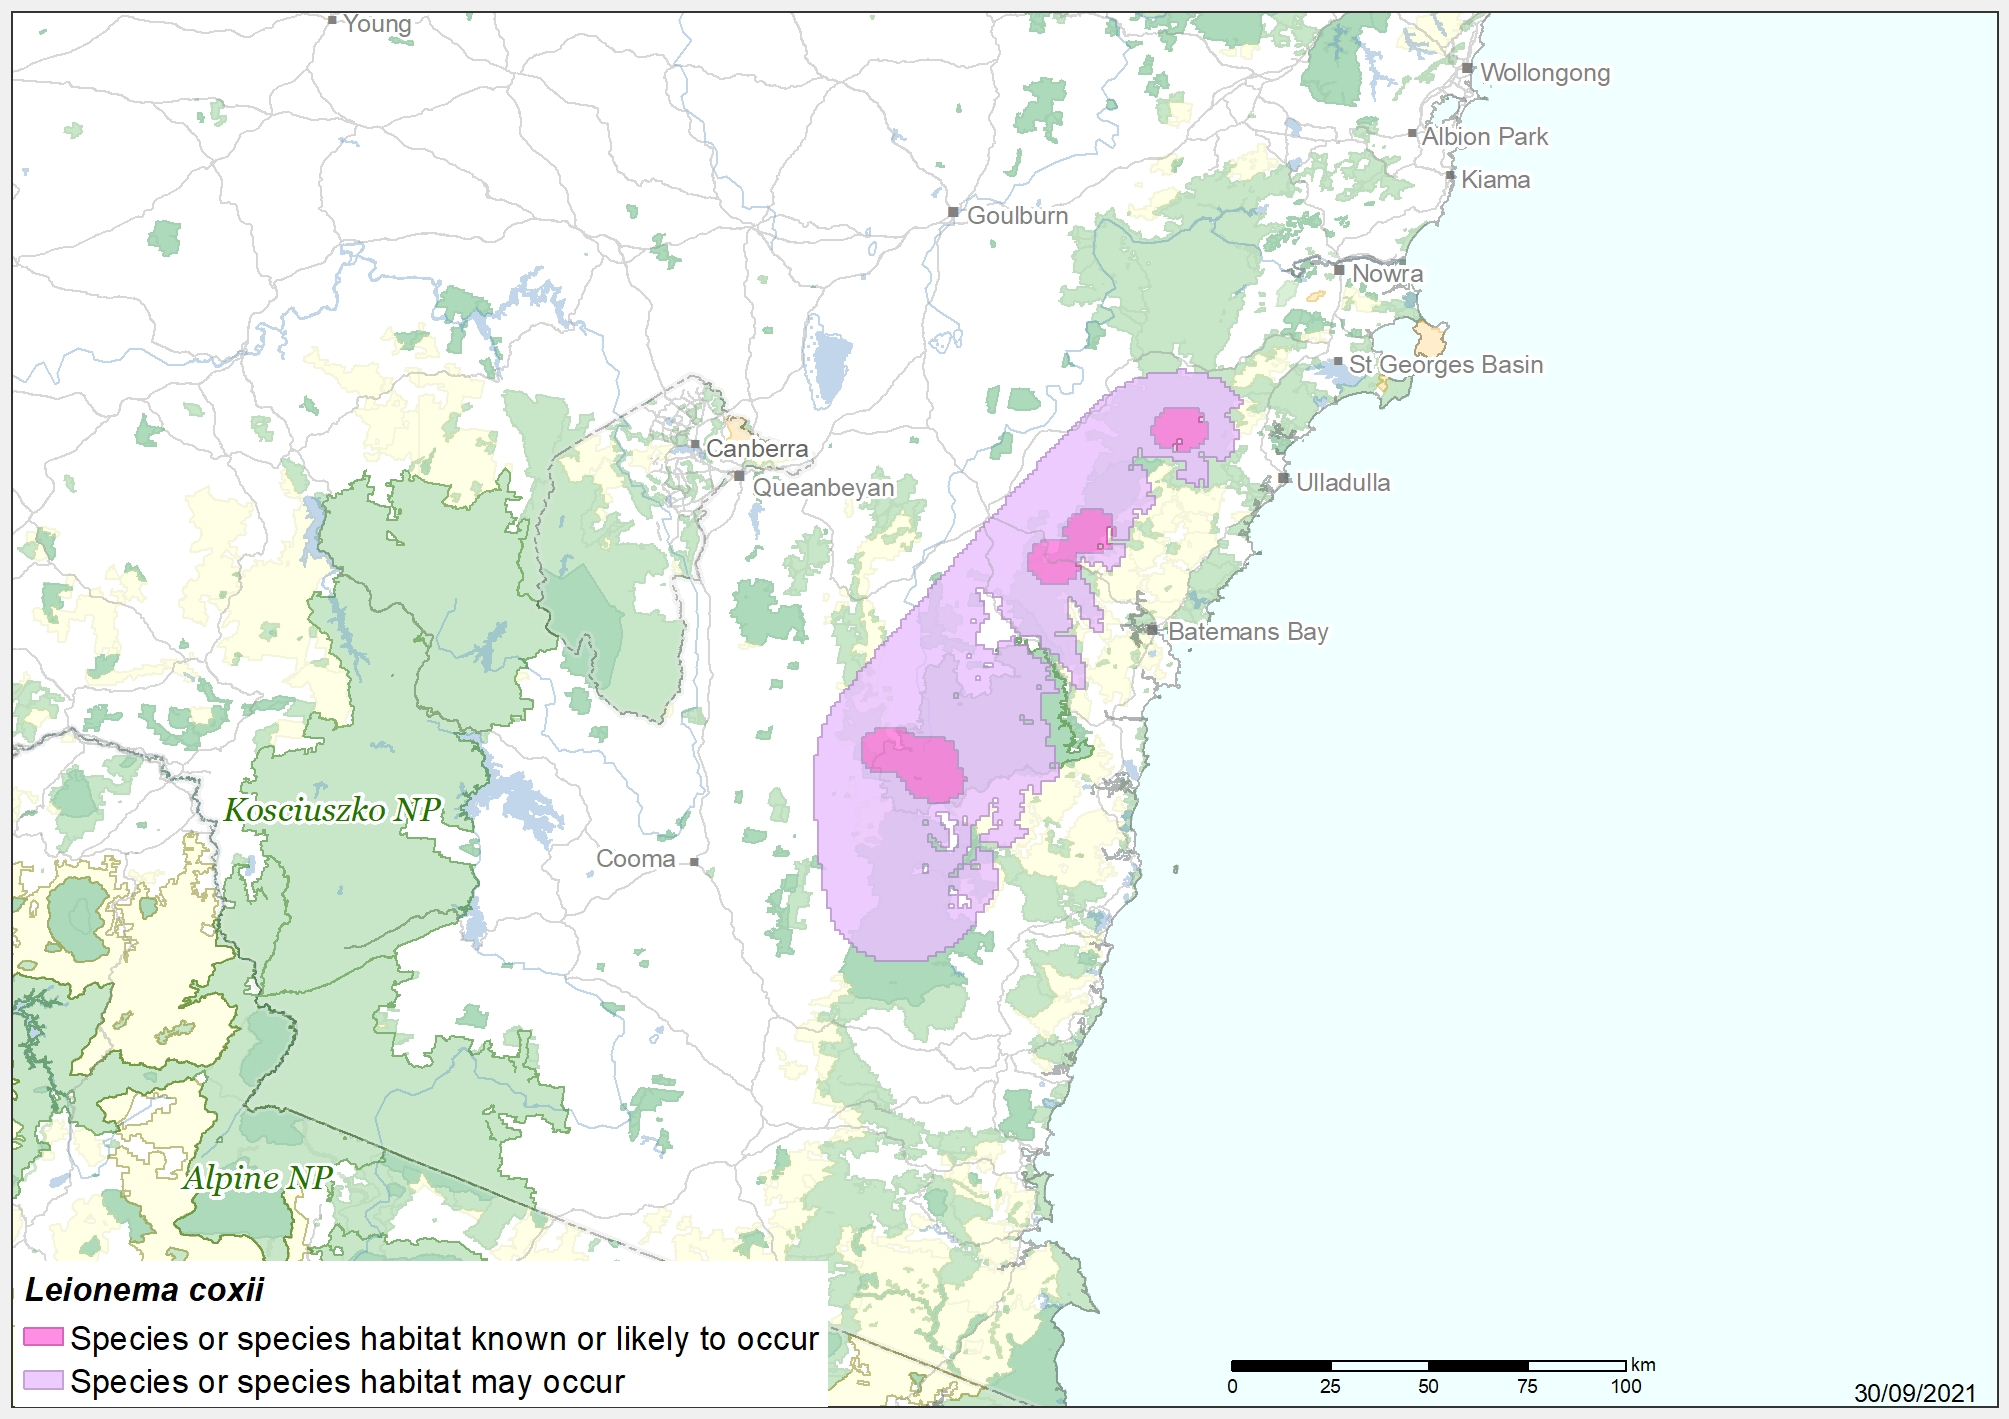 Young
Wollongong
Albion Park
Kiama
Goulburn
Nowra
St Georges Basin
Canberra
Queanbeyan
Ulladulla
Batemans Bay
Kosciuszko NP
Cooma
Alpine NP
Leionema coxii
Species or species habitat known or likely to occur
Species or species habitat may occur
km
0 25 50 75 100
30/09/2021